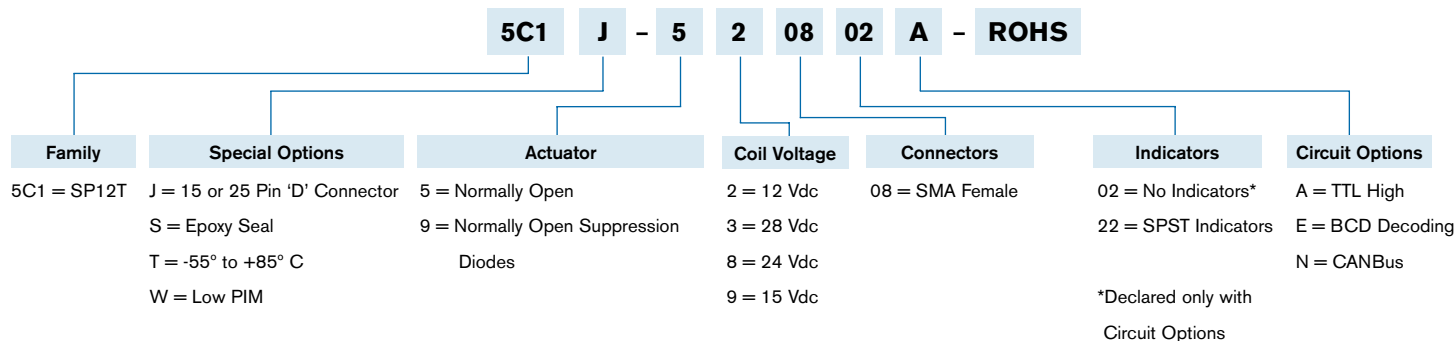 5C1 J – 5 2 08 02 A – ROHS
Family
5C1 = SP12T
Special Options
J = 15 or 25 Pin ‘D’ Connector
S = Epoxy Seal
T = -55° to +85° C
W = Low PIM
Actuator
5 = Normally Open
9 = Normally Open Suppression
Diodes
Coil Voltage
2 = 12 Vdc
3 = 28 Vdc
8 = 24 Vdc
9 = 15 Vdc
Connectors
08 = SMA Female
Indicators
02 = No Indicators*
22 = SPST Indicators
*Declared only with
Circuit Options
Circuit Options
A = TTL High
E = BCD Decoding
N = CANBus